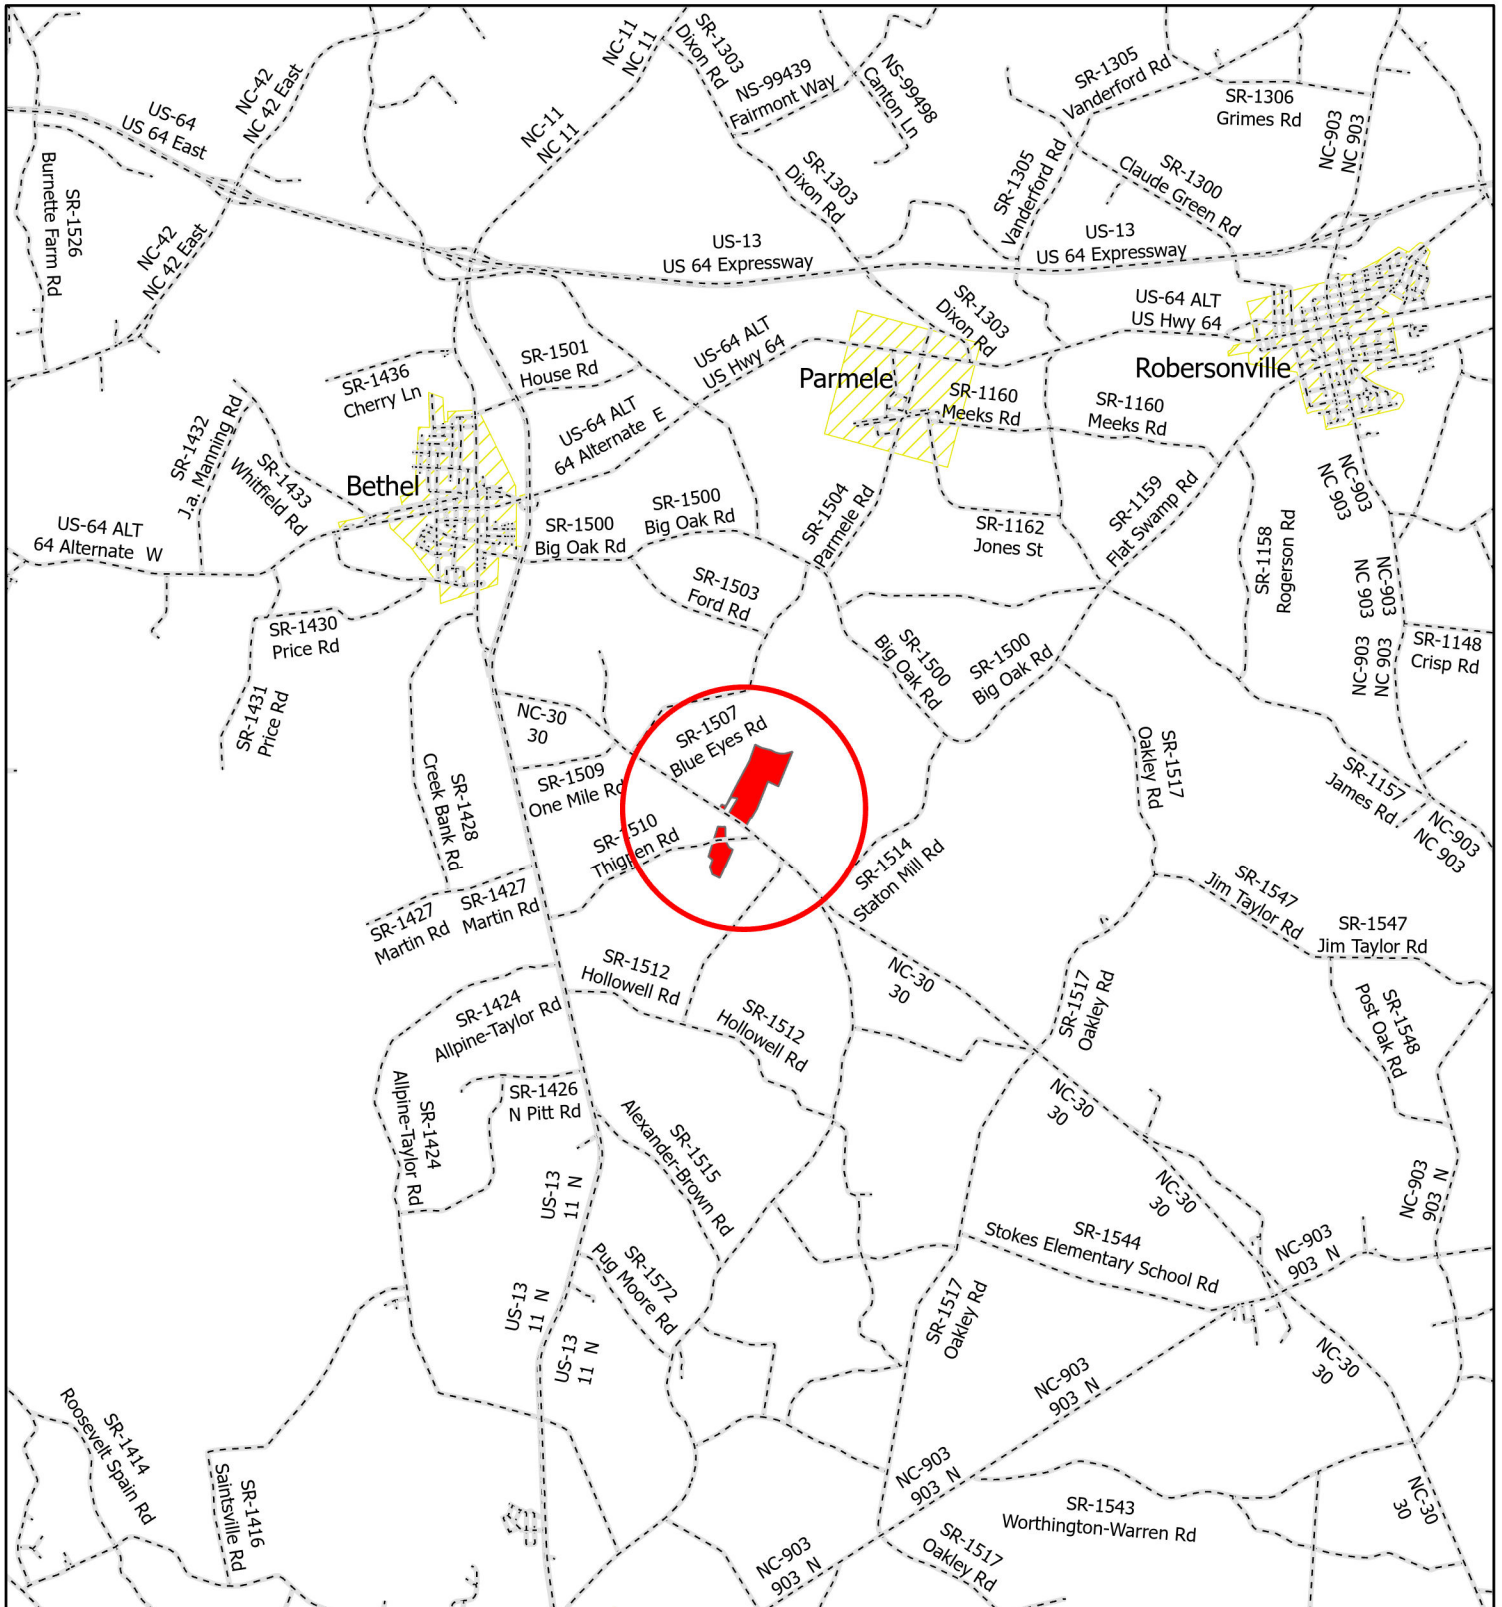 NC-11
NC 11
SR-1303
Dixon Rd
NS-99439
Fairmont Way
NS-99498
Canton Ln
SR-1305
Vanderford Rd
SR-1306
Grimes Rd
NC-903
NC 903
NC-42
NC 42 East
US-64
US 64 East
NC-11
NC 11
SR-1303
Dixon Rd
SR-1305
Vanderford Rd
SR-1300
Claude Green Rd
SR-1526
Burnette Farm Rd
NC-42
NC 42 East
US-13
US 64 Expressway
US-13
US 64 Expressway
SR-1303
Dixon Rd
US-64 ALT
US Hwy 64
US-64 ALT
US Hwy 64
SR-1501
House Rd
SR-1436
Cherry Ln
Parmele
Robersonville
SR-1160
Meeks Rd
SR-1160
Meeks Rd
SR-1432
J.a. Manning Rd
SR-1433
Whitfield Rd
US-64 ALT
64 Alternate E
Bethel
NC-903
NC 903
US-64 ALT
64 Alternate W
SR-1500
Big Oak Rd
SR-1500
Big Oak Rd
SR-1504
Parmele Rd
SR-1162
Jones St
SR-1159
Flat Swamp Rd
SR-1158
Rogerson Rd
NC-903
NC 903
SR-1503
Ford Rd
SR-1430
Price Rd
SR-1431
Price Rd
SR-1500
Big Oak Rd
SR-1500
Big Oak Rd
NC-903
NC 903
SR-1148
Crisp Rd
NC-30
30
SR-1507
Blue Eyes Rd
SR-1509
One Mile Rd
SR-1517
Oakley Rd
SR-1157
James Rd
NC-903
NC 903
SR-1428
Creek Bank Rd
SR-1510
Thigpen Rd
SR-1514
Staton Mill Rd
SR-1427
Martin Rd
SR-1427
Martin Rd
SR-1547
Jim Taylor Rd
SR-1547
Jim Taylor Rd
SR-1512
Hollowell Rd
NC-30
30
SR-1517
Oakley Rd
SR-1548
Post Oak Rd
SR-1424
Allpine-Taylor Rd
SR-1512
Hollowell Rd
SR-1426
N Pitt Rd
NC-30
30
SR-1424
Allpine-Taylor Rd
SR-1515
Alexander-Brown Rd
US-13
11 N
NC-30
30
NC-903
903 N
SR-1544
Stokes Elementary School Rd
NC-903
903 N
SR-1572
Pug Moore Rd
US-13
11 N
SR-1517
Oakley Rd
US-13
11 N
NC-30
30
NC-903
903 N
SR-1414
Roosevelt Spain Rd
SR-1416
Saintsville Rd
NC-903
903 N
SR-1543
Worthington-Warren Rd
NC-30
30
NC-903
903 N
SR-1517
Oakley Rd